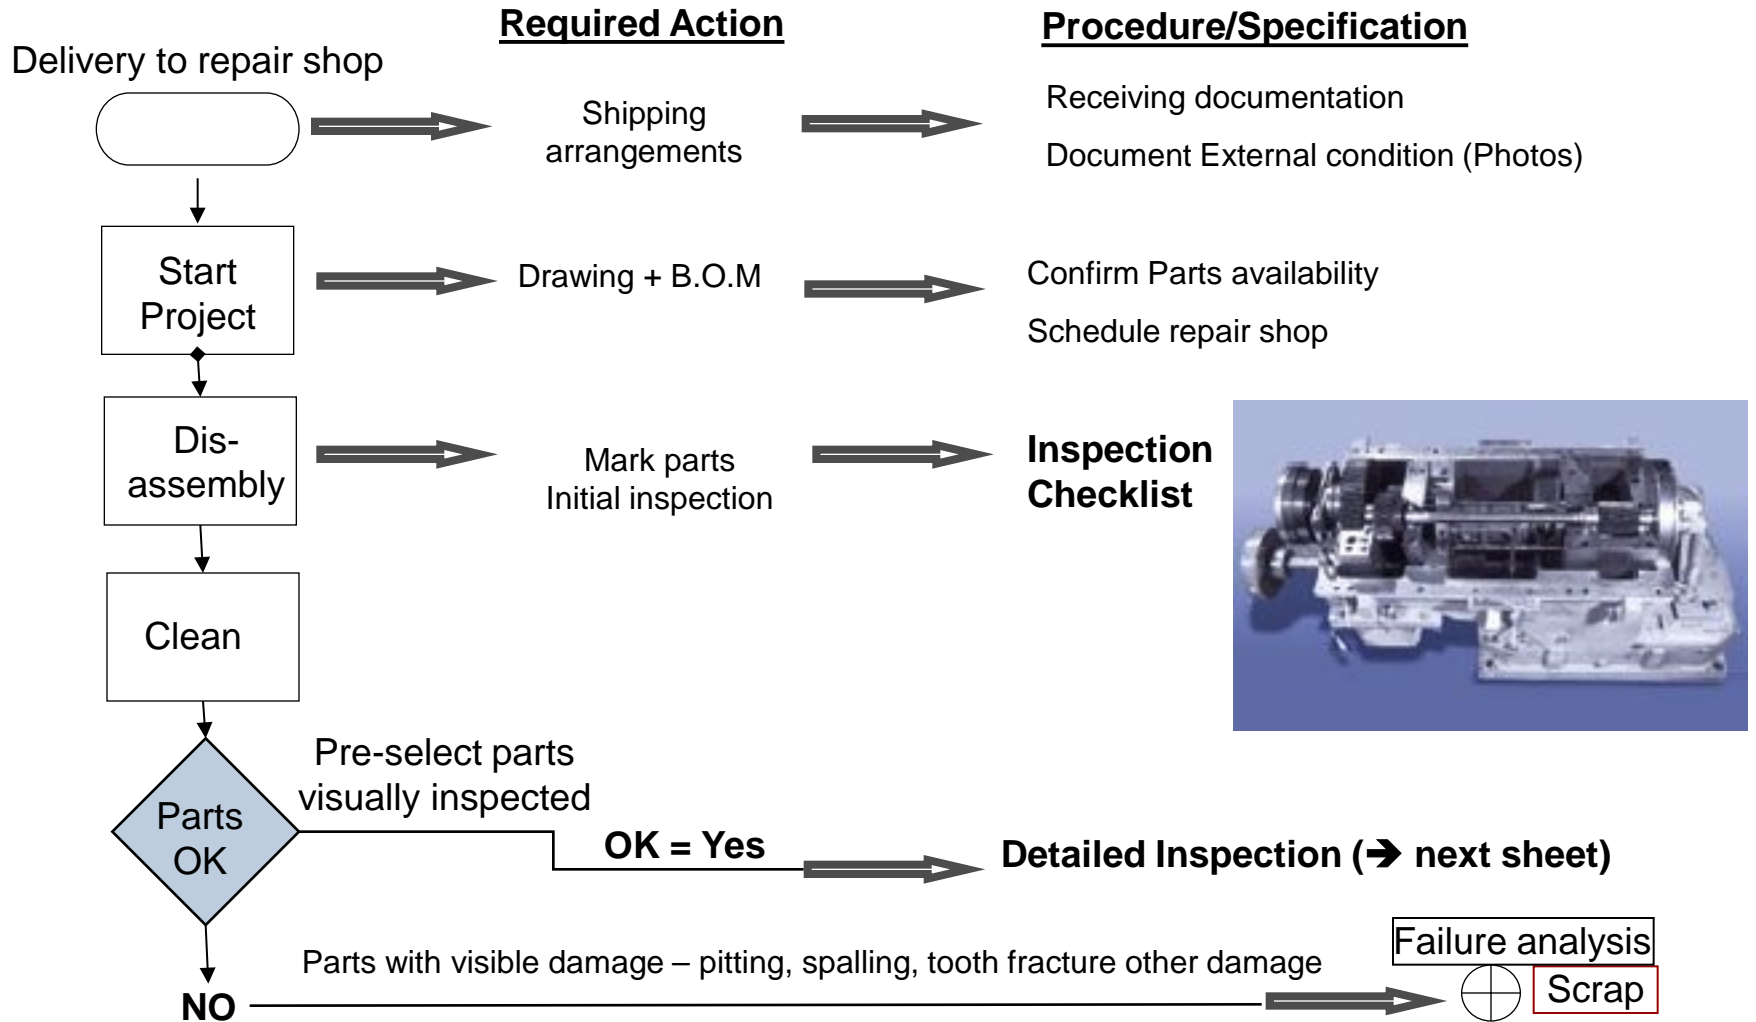 Required Action
Procedure/Specification
Delivery to repair shop
Shipping
arrangements
Receiving documentation
Document External condition (Photos)
Start
Project
Drawing + B.O.M
Confirm Parts availability
Schedule repair shop
Dis-
assembly
Mark parts
Initial inspection
Inspection
Checklist
Clean
Pre-select parts
visually inspected
Parts
OK
OK = Yes
Detailed Inspection (➔ next sheet)
Failure analysis
Parts with visible damage – pitting, spalling, tooth fracture other damage
Scrap
NO